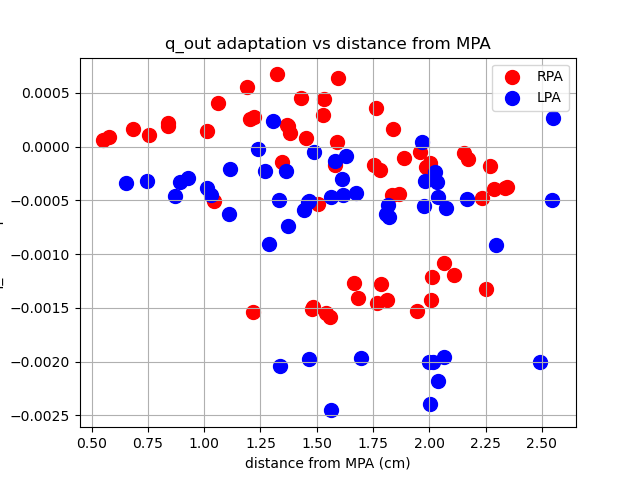 q_out adaptation vs distance from MPA
RPA
LPA
0.0005
0.0000
−0.0005
−0.0010
−0.0015
−0.0020
−0.0025
0.50 0.75 1.00 1.25 1.50 1.75 2.00 2.25 2.50
distance from MPA (cm)